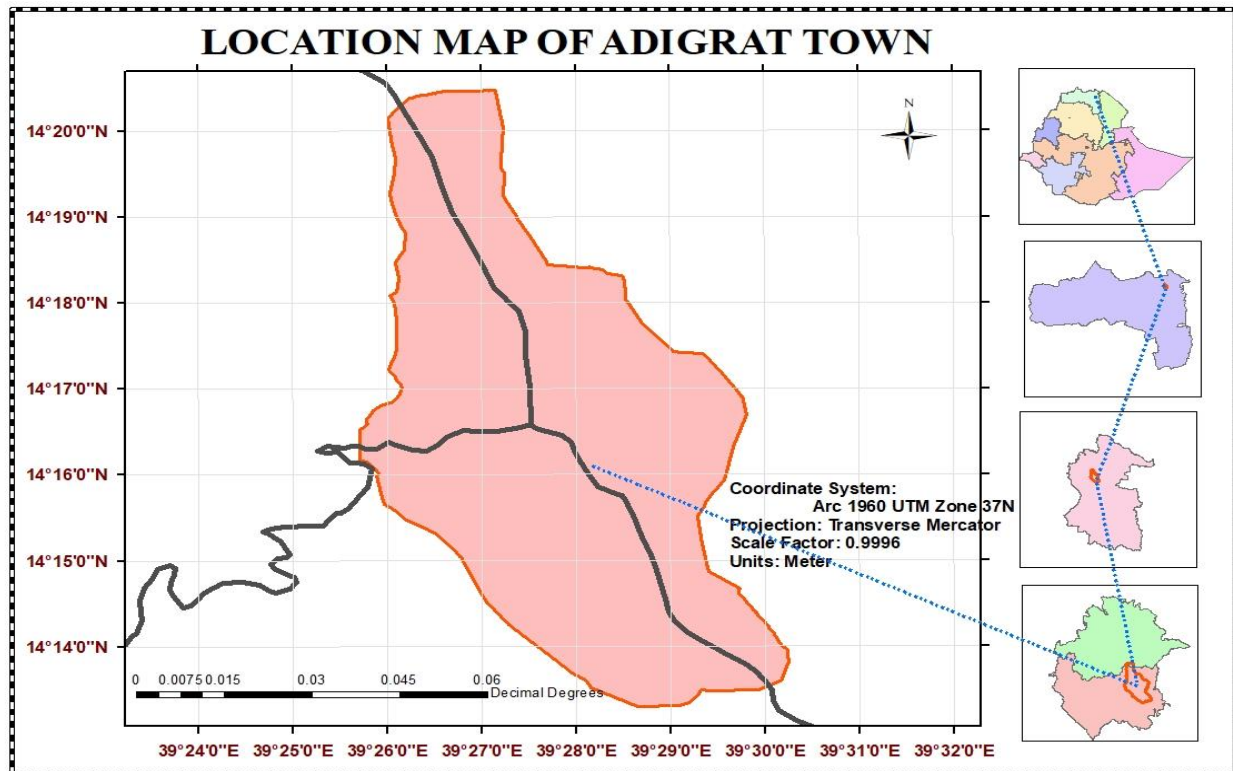 LOCATION MAP OF ADIGRAT TOWN
N
14°20'0"N
14°19'0"N
14°18'0"N
14°17'0"N
14°16'0"N
14°15'0"N
14°14'0"N
Coordinate System:
Arc 1960 UTM Zone 37N
Projection: Transverse Mercator
Scale Factor: 0.9996
Units: Meter
0 0.0075 0.015 0.03 0.045 0.06
Decimal Degrees
39°24'0"E 39°25'0"E 39°26'0"E 39°27'0"E 39°28'0"E 39°29'0"E 39°30'0"E 39°31'0"E 39°32'0"E